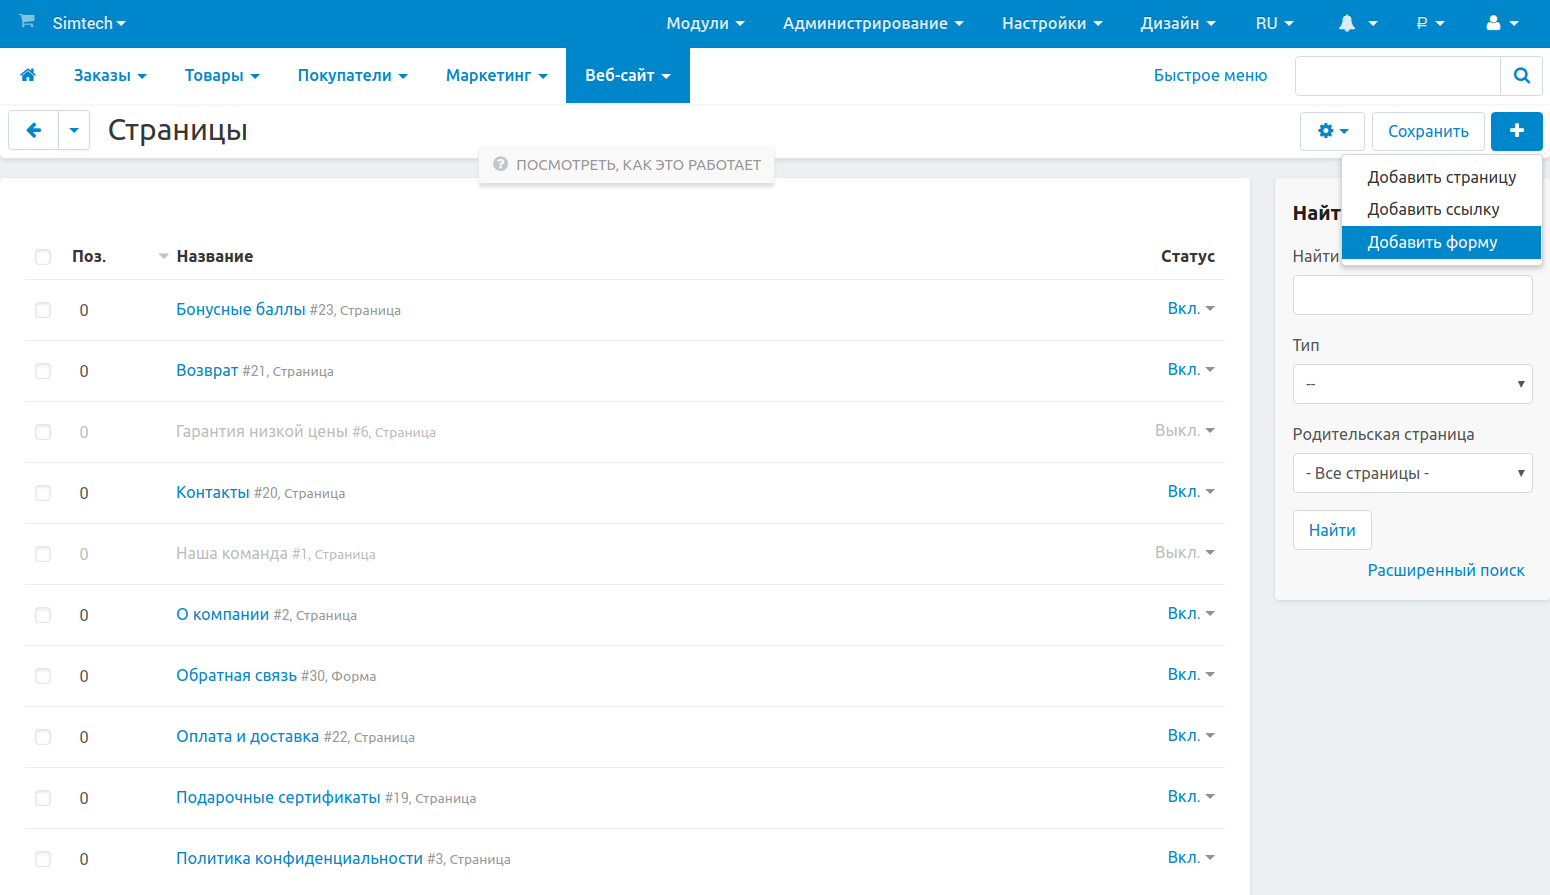 Simtech Модули Администрирование Настройки Дизайн RU ₽
Заказы Товары Покупатели Маркетинг Веб-сайт Быстрое меню
Страницы Сохранить +
? ПОСМОТРЕТЬ, КАК ЭТО РАБОТАЕТ
Добавить страницу
Добавить ссылку
Добавить форму
Поз. Название Статус
0 Бонусные баллы #23, Страница Вкл.
0 Возврат #21, Страница Вкл.
0 Гарантия низкой цены #6, Страница Выкл.
0 Контакты #20, Страница Вкл.
0 Наша команда #1, Страница Выкл.
0 О компании #2, Страница Вкл.
0 Обратная связь #30, Форма Вкл.
0 Оплата и доставка #22, Страница Вкл.
0 Подарочные сертификаты #19, Страница Вкл.
0 Политика конфиденциальности #3, Страница Вкл.
Найт
Найти
Тип
--
Родительская страница
- Все страницы -
Найти
Расширенный поиск